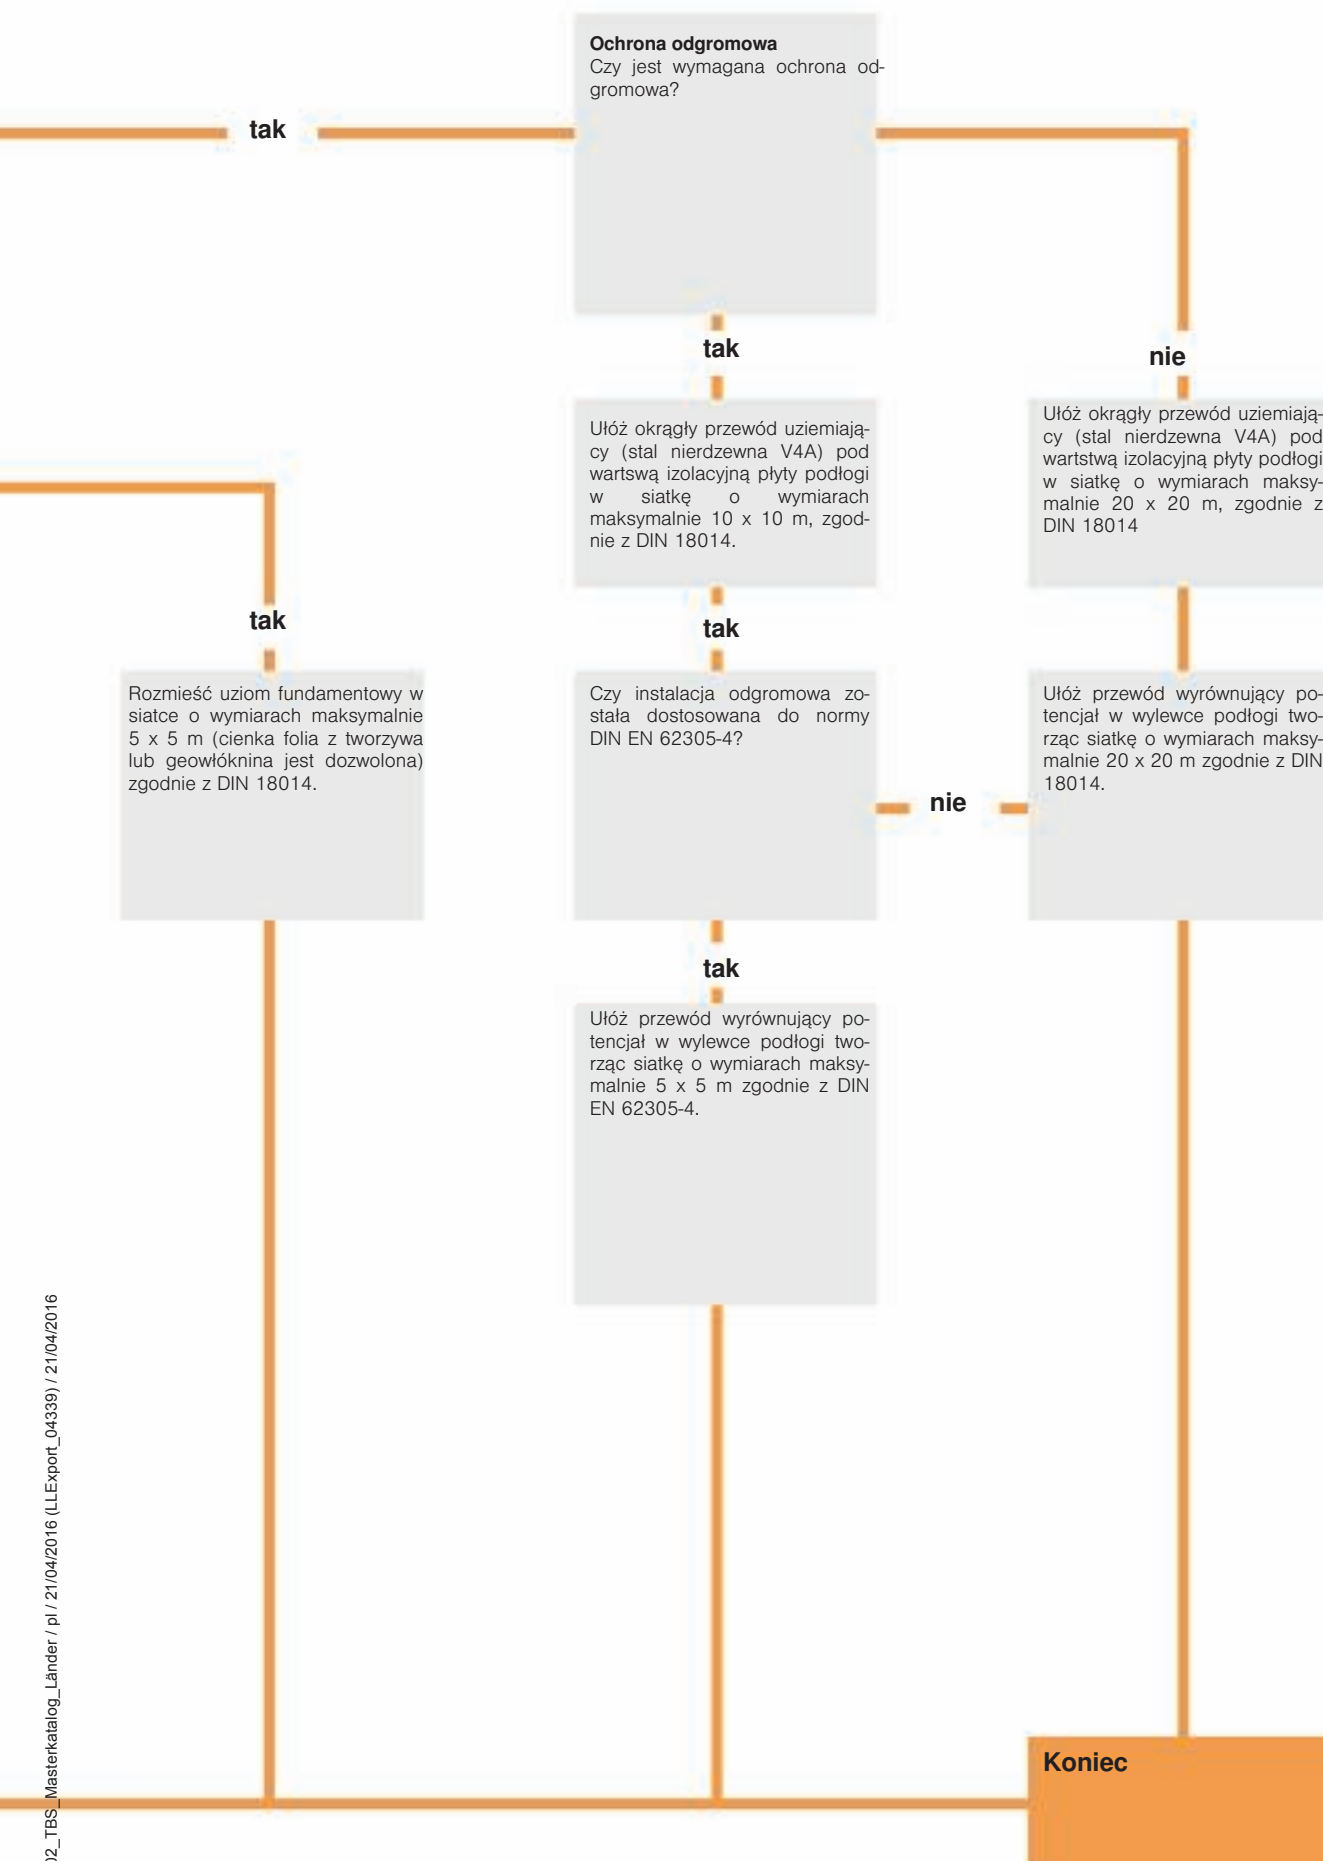 Ochrona odgromowa
Czy jest wymagana ochrona od-
gromowa?
tak
tak
nie
Ułóż okrągły przewód uziemiają-
cy (stal nierdzewna V4A) pod
wartswą izolacyjną płyty podłogi
w siatkę o wymiarach
maksymalnie 10 x 10 m, zgod-
nie z DIN 18014.
Ułóż okrągły przewód uziemiają-
cy (stal nierdzewna V4A) pod
wartstwą izolacyjną płyty podłogi
w siatkę o wymiarach maksy-
malnie 20 x 20 m, zgodnie z
DIN 18014
tak
tak
Rozmieść uziom fundamentowy w
siatce o wymiarach maksymalnie
5 x 5 m (cienka folia z tworzywa
lub geowłóknina jest dozwolona)
zgodnie z DIN 18014.
Czy instalacja odgromowa zo-
stała dostosowana do normy
DIN EN 62305-4?
nie
Ułóż przewód wyrównujący po-
tencjał w wylewce podłogi two-
rząc siatkę o wymiarach maksy-
malnie 20 x 20 m zgodnie z DIN
18014.
tak
Ułóż przewód wyrównujący po-
tencjał w wylewce podłogi two-
rząc siatkę o wymiarach maksy-
malnie 5 x 5 m zgodnie z DIN
EN 62305-4.
Koniec
02_TBS_Masterkatalog_Länder / pl / 21/04/2016 (LLExport_04339) / 21/04/2016